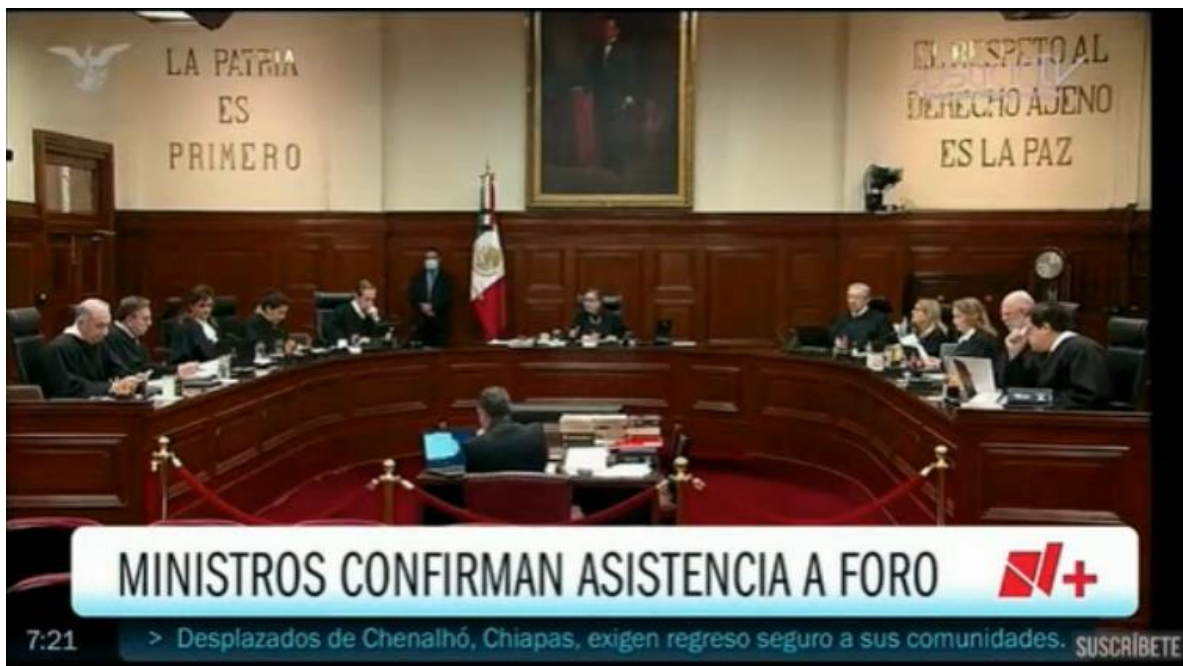 LA PATRIA
ES
PRIMERO
EL RESPETO AL
DERECHO AJENO
ES LA PAZ
MINISTROS CONFIRMAN ASISTENCIA A FORO
N+
7:21
> Desplazados de Chenalhó, Chiapas, exigen regreso seguro a sus comunidades.
SUSCRÍBETE